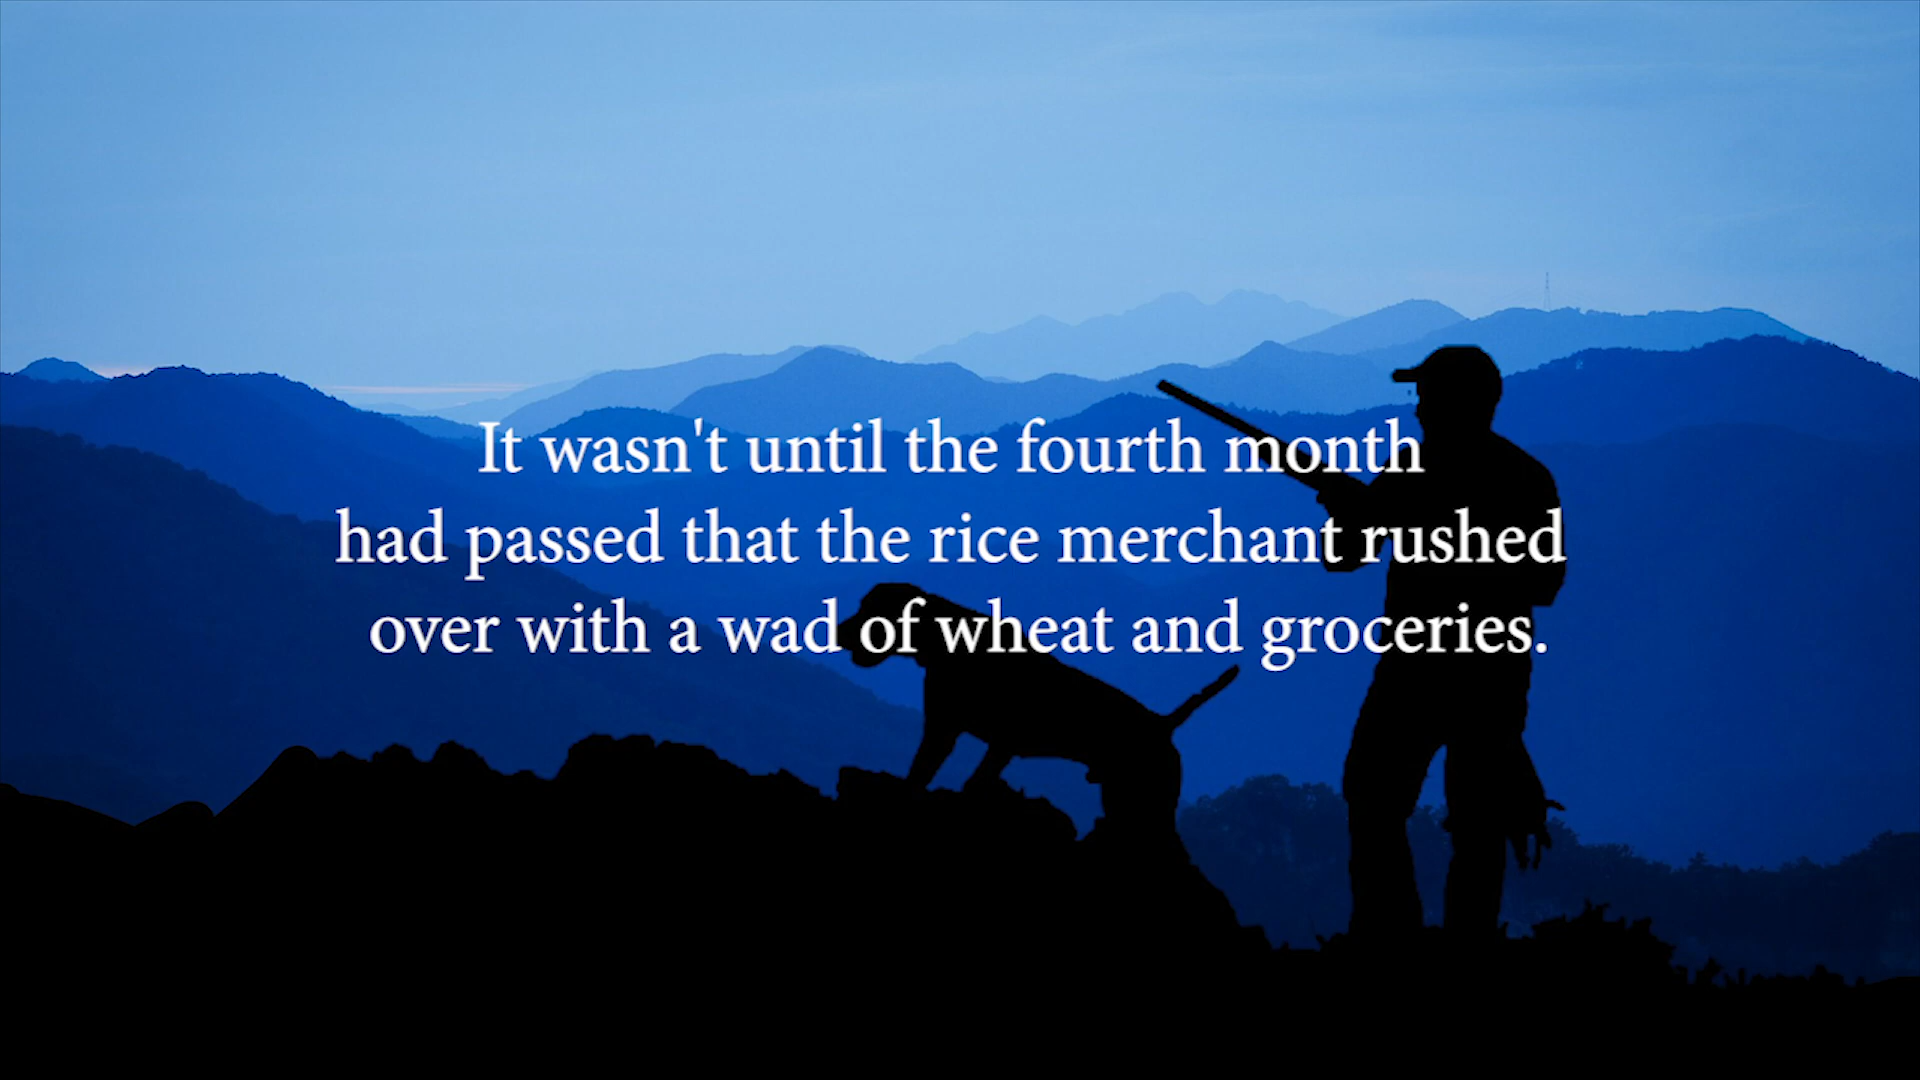 It wasn't until the fourth month
had passed that the rice merchant rushed
over with a wad of wheat and groceries.